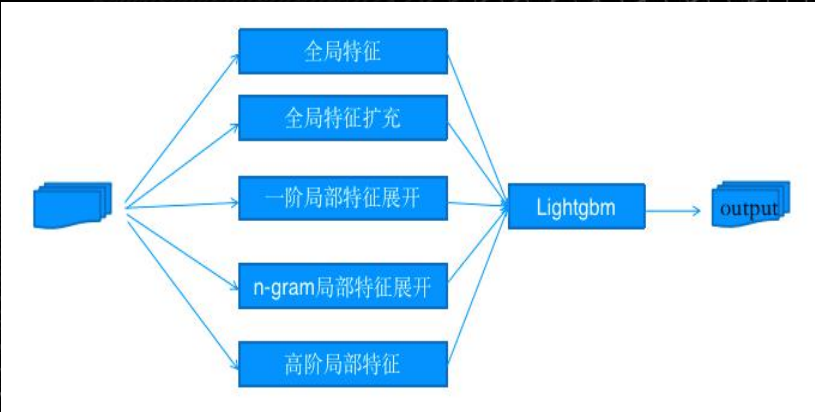 全局特征
全局特征扩充
一阶局部特征展开
n-gram局部特征展开
高阶局部特征
Lightgbm
output